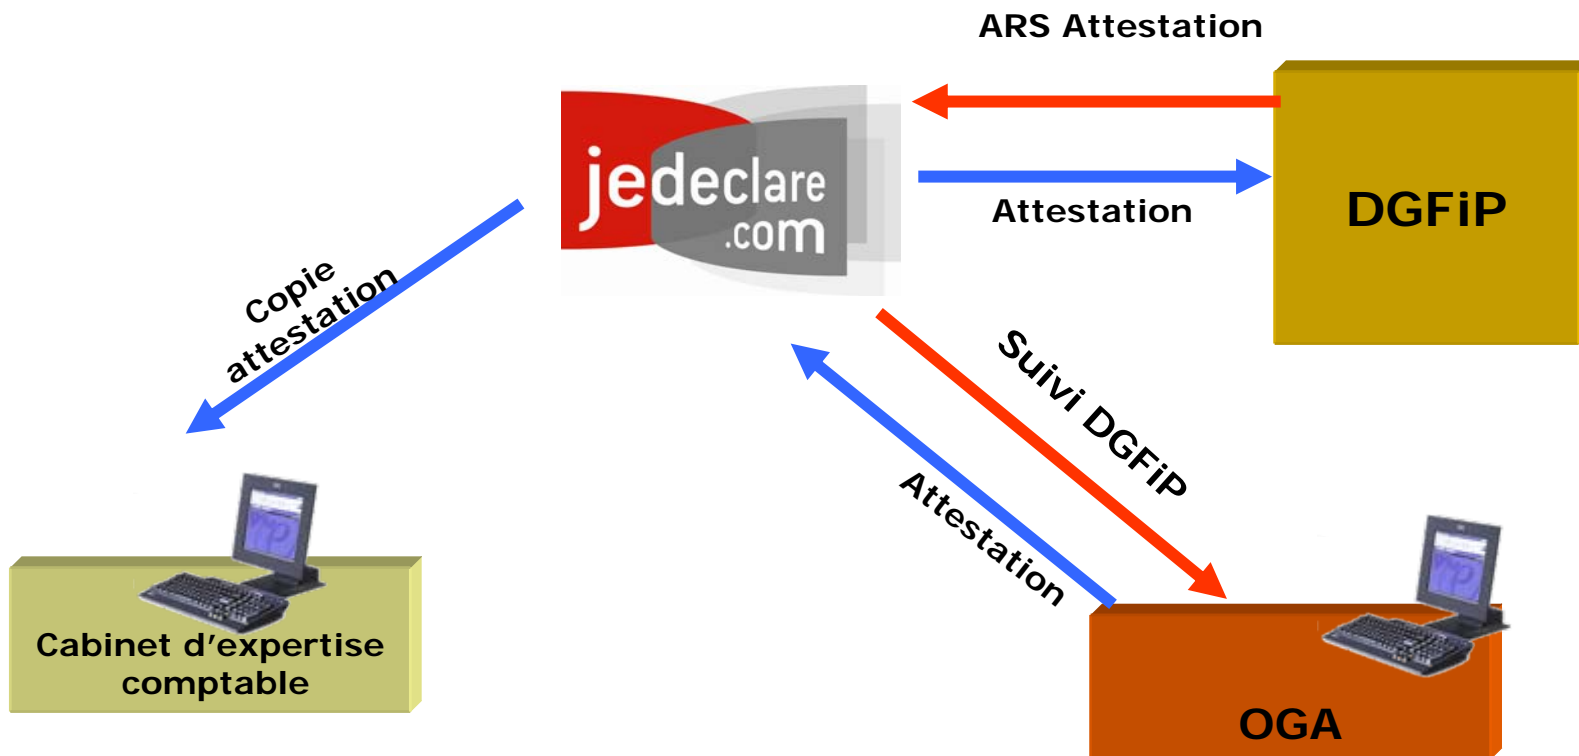 ARS Attestation
jedeclare
.com
Attestation
DGFiP
Copie
attestation
Suivi DGFiP
Attestation
Cabinet d’expertise
comptable
OGA